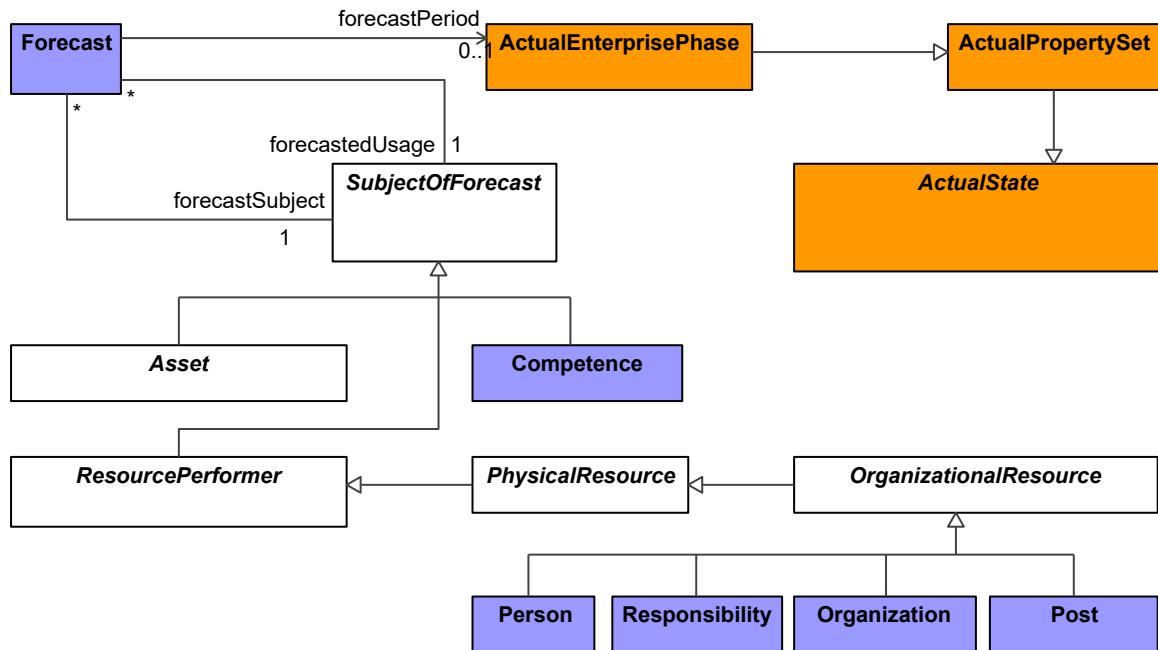 forecastPeriod
Forecast
0..1
ActualEnterprisePhase
ActualPropertySet
*
*
forecastedUsage
1
SubjectOfForecast
ActualState
forecastSubject
1
Asset
Competence
ResourcePerformer
PhysicalResource
OrganizationalResource
Person
Responsibility
Organization
Post